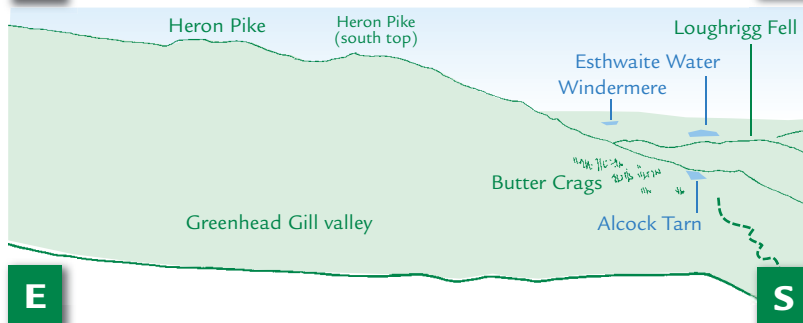 Heron Pike
Heron Pike
(south top)
Loughrigg Fell
Esthwaite Water
Windermere
Butter Crags
Greenhead Gill valley
Alcock Tarn
E
S